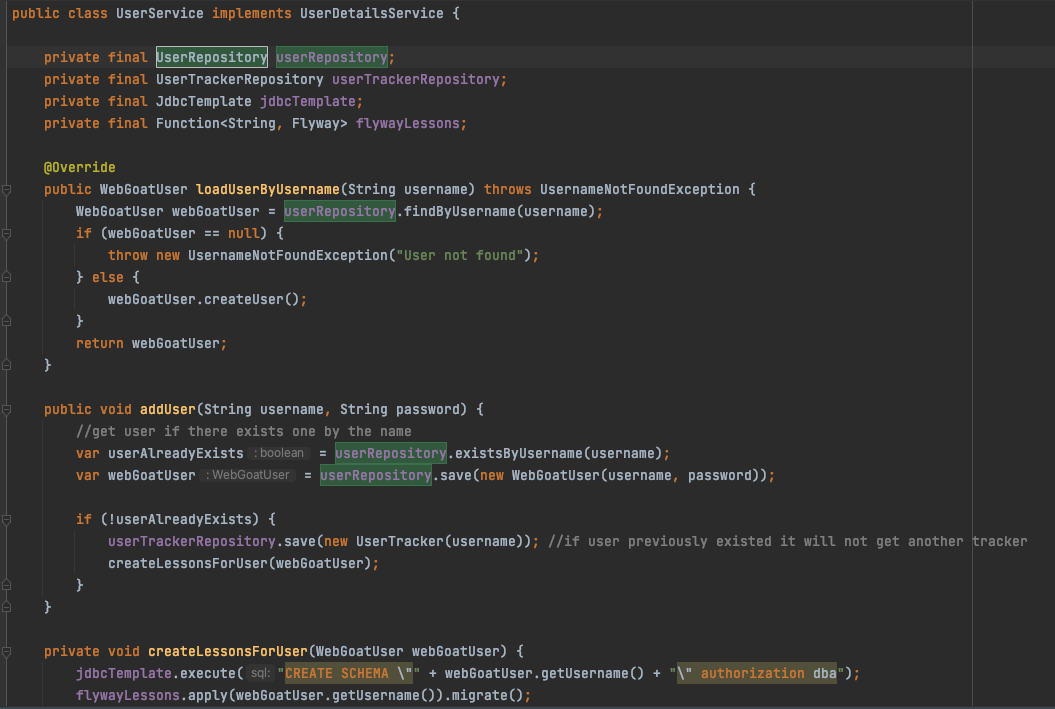 public class UserService implements UserDetailsService {
private final UserRepository userRepository;
private final UserTrackerRepository userTrackerRepository;
private final JdbcTemplate jdbcTemplate;
private final Function<String, Flyway> flywayLessons;
@Override
public WebGoatUser loadUserByUsername(String username) throws UsernameNotFoundException {
WebGoatUser webGoatUser = userRepository.findByUsername(username);
if (webGoatUser == null) {
throw new UsernameNotFoundException("User not found");
} else {
webGoatUser.createUser();
}
return webGoatUser;
}
public void addUser(String username, String password) {
//get user if there exists one by the name
var userAlreadyExists : boolean = userRepository.existsByUsername(username);
var webGoatUser : WebGoatUser = userRepository.save(new WebGoatUser(username, password));
if (!userAlreadyExists) {
userTrackerRepository.save(new UserTracker(username)); //if user previously existed it will not get another tracker
createLessonsForUser(webGoatUser);
}
}
private void createLessonsForUser(WebGoatUser webGoatUser) {
jdbcTemplate.execute( sql: "CREATE SCHEMA \"" + webGoatUser.getUsername() + "\" authorization dba");
flywayLessons.apply(webGoatUser.getUsername()).migrate();